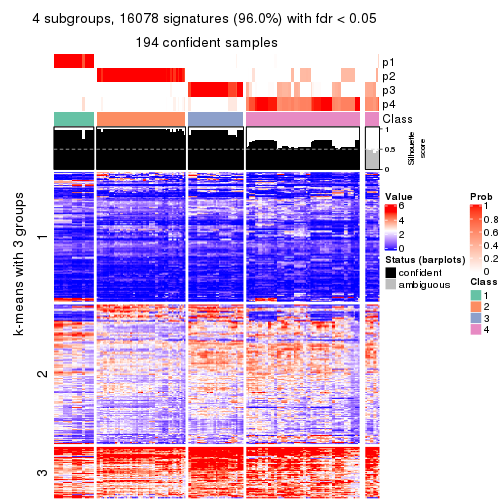 4 subgroups, 16078 signatures (96.0%) with fdr < 0.05
194 confident samples
p1
p2
p3
p4
Class
1
0.5
0
Silhouette
score
k-means with 3 groups
1
2
3
Value
6
4
2
0
Status (barplots)
confident
ambiguous
Prob
1
0.8
0.6
0.4
0.2
0
Class
1
2
3
4